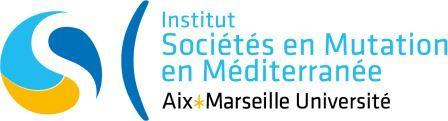 Institut
Sociétés en Mutation
en Méditerranée
Aix*Marseille Université